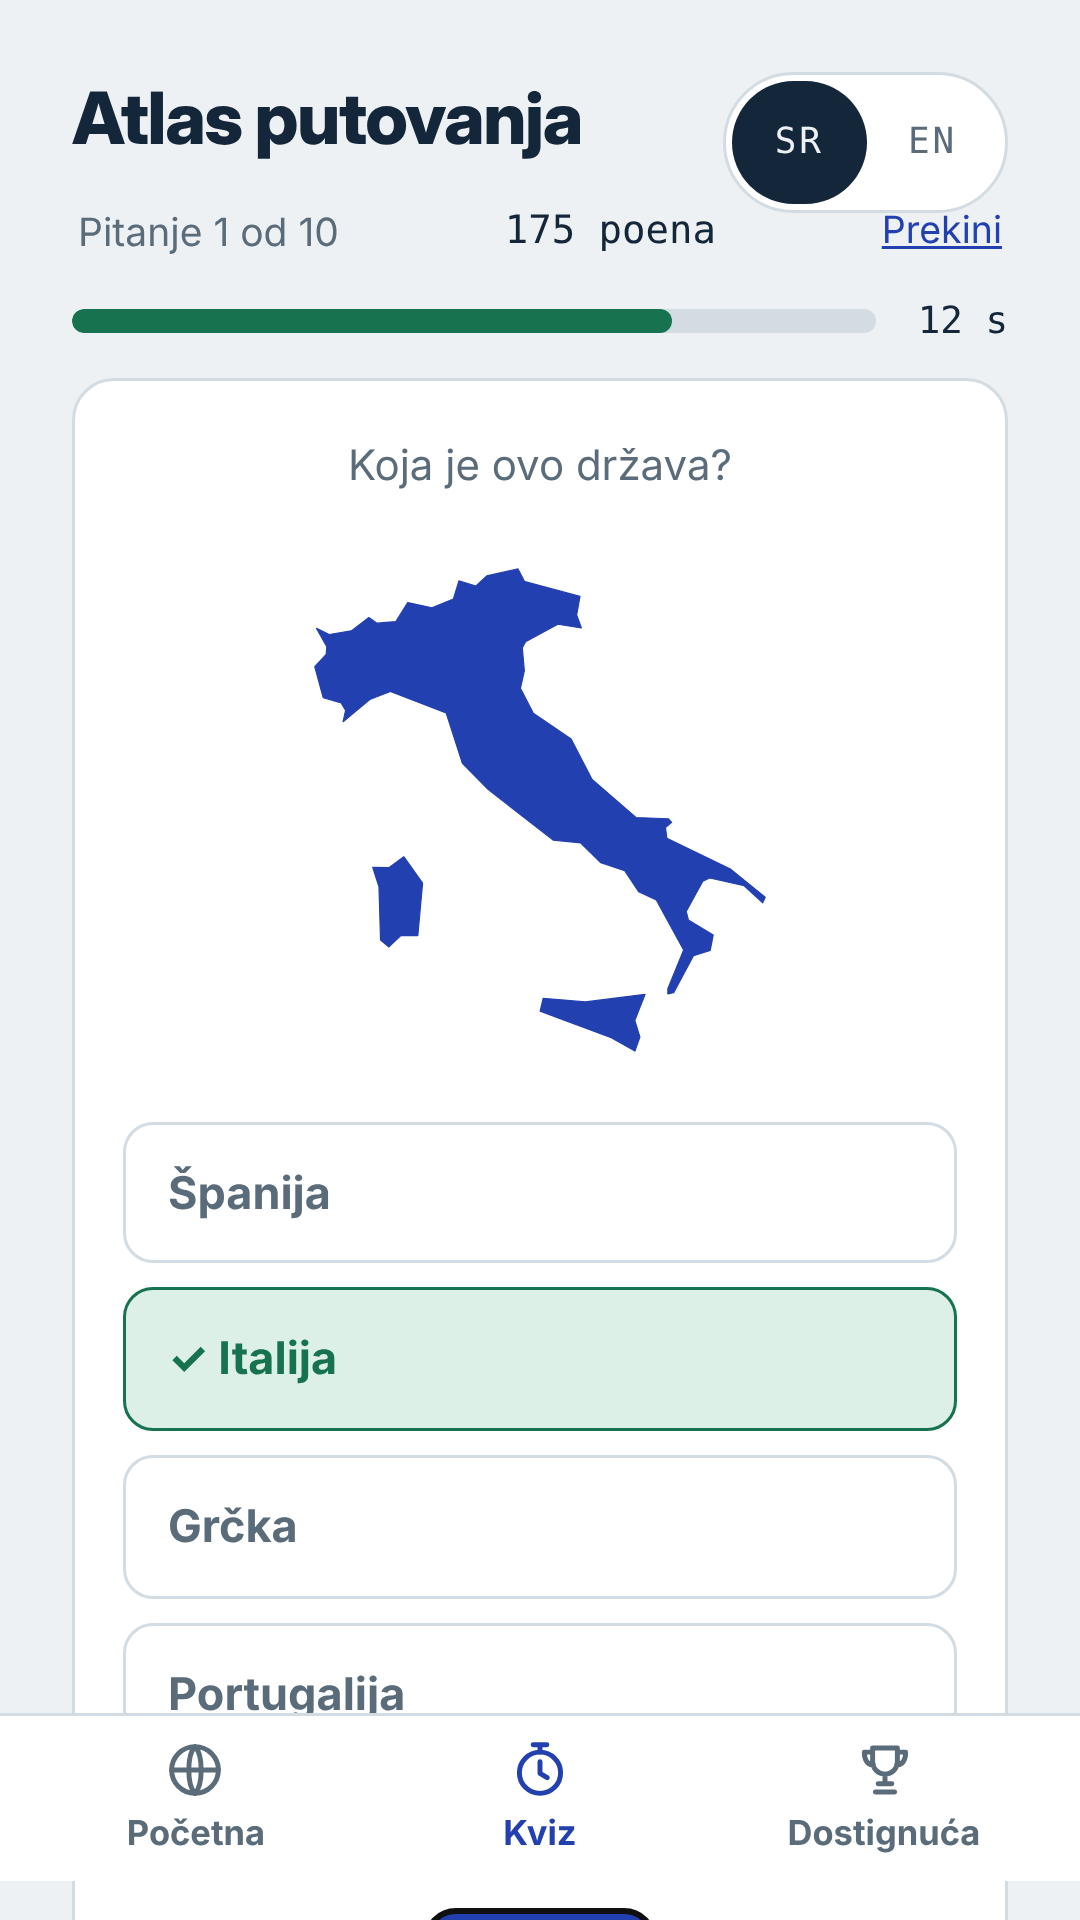 Atlas putovanja
SR EN
Pitanje 1 od 10 175 poena Prekini
12 s
Koja je ovo država?
Španija
✓ Italija
Grčka
Portugalija
Početna Kviz Dostignuća